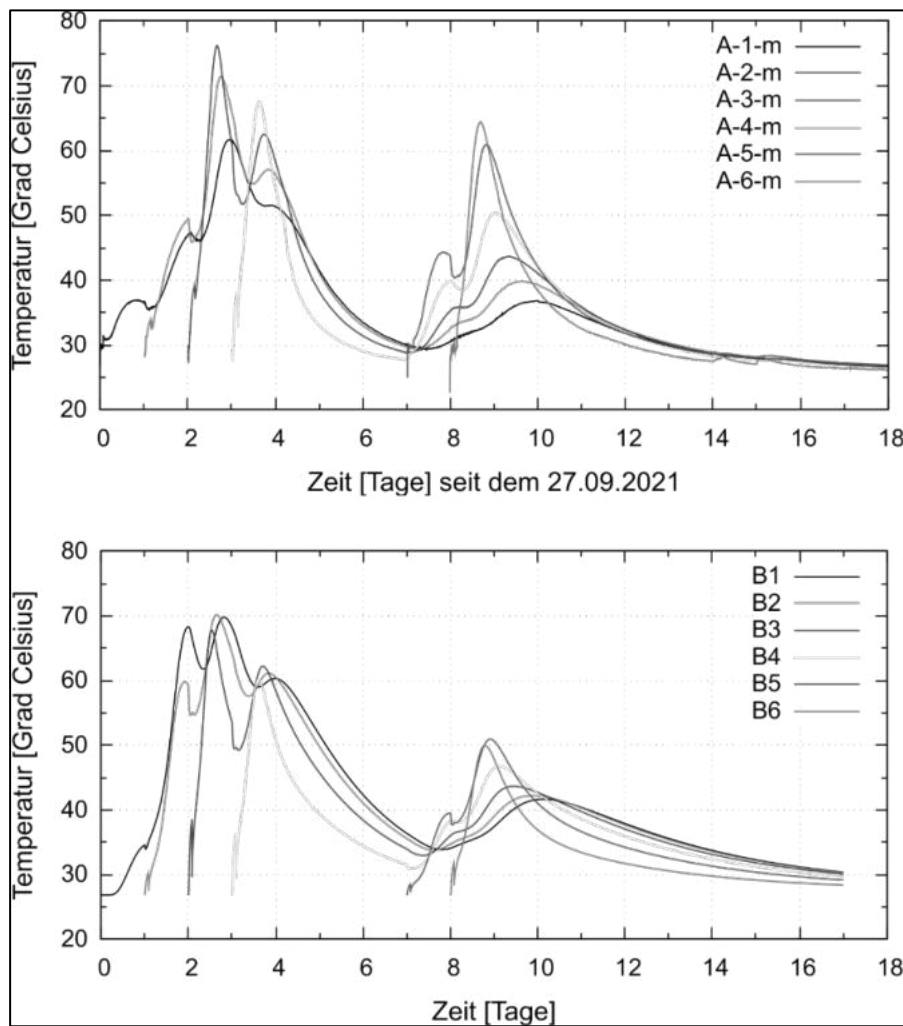 Temperatur [Grad Celsius]
80
70
60
50
40
30
20
0 2 4 6 8 10 12 14 16 18
Zeit [Tage] seit dem 27.09.2021
A-1-m
A-2-m
A-3-m
A-4-m
A-5-m
A-6-m
Temperatur [Grad Celsius]
80
70
60
50
40
30
20
0 2 4 6 8 10 12 14 16 18
Zeit [Tage]
B1
B2
B3
B4
B5
B6